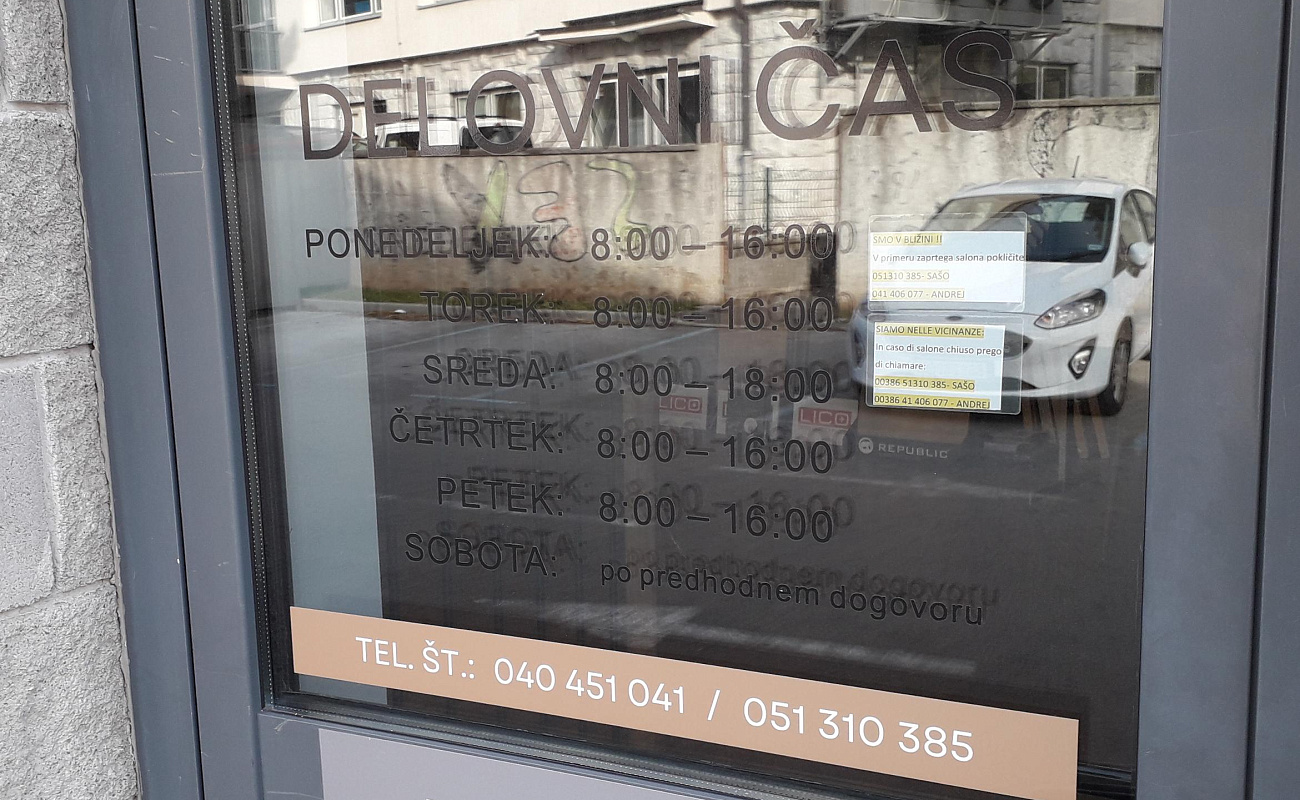 DELOVNI ČAS
PONEDELJEK: 8:00 – 16:00
TOREK: 8:00 – 16:00
SREDA: 8:00 – 18:00
ČETRTEK: 8:00 – 16:00
PETEK: 8:00 – 16:00
SOBOTA: po predhodnem dogovoru
TEL. ŠT.: 040 451 041 / 051 310 385
SMO V BLIŽINI !!
V primeru zaprtega salona pokličite
051310 385- SAŠO
041 406 077 - ANDREJ
SIAMO NELLE VICINANZE:
In caso di salone chiuso prego
di chiamare:
00386 51310 385- SAŠO
00386 41 406 077 - ANDREJ
LICO
LICO
REPUBLIC